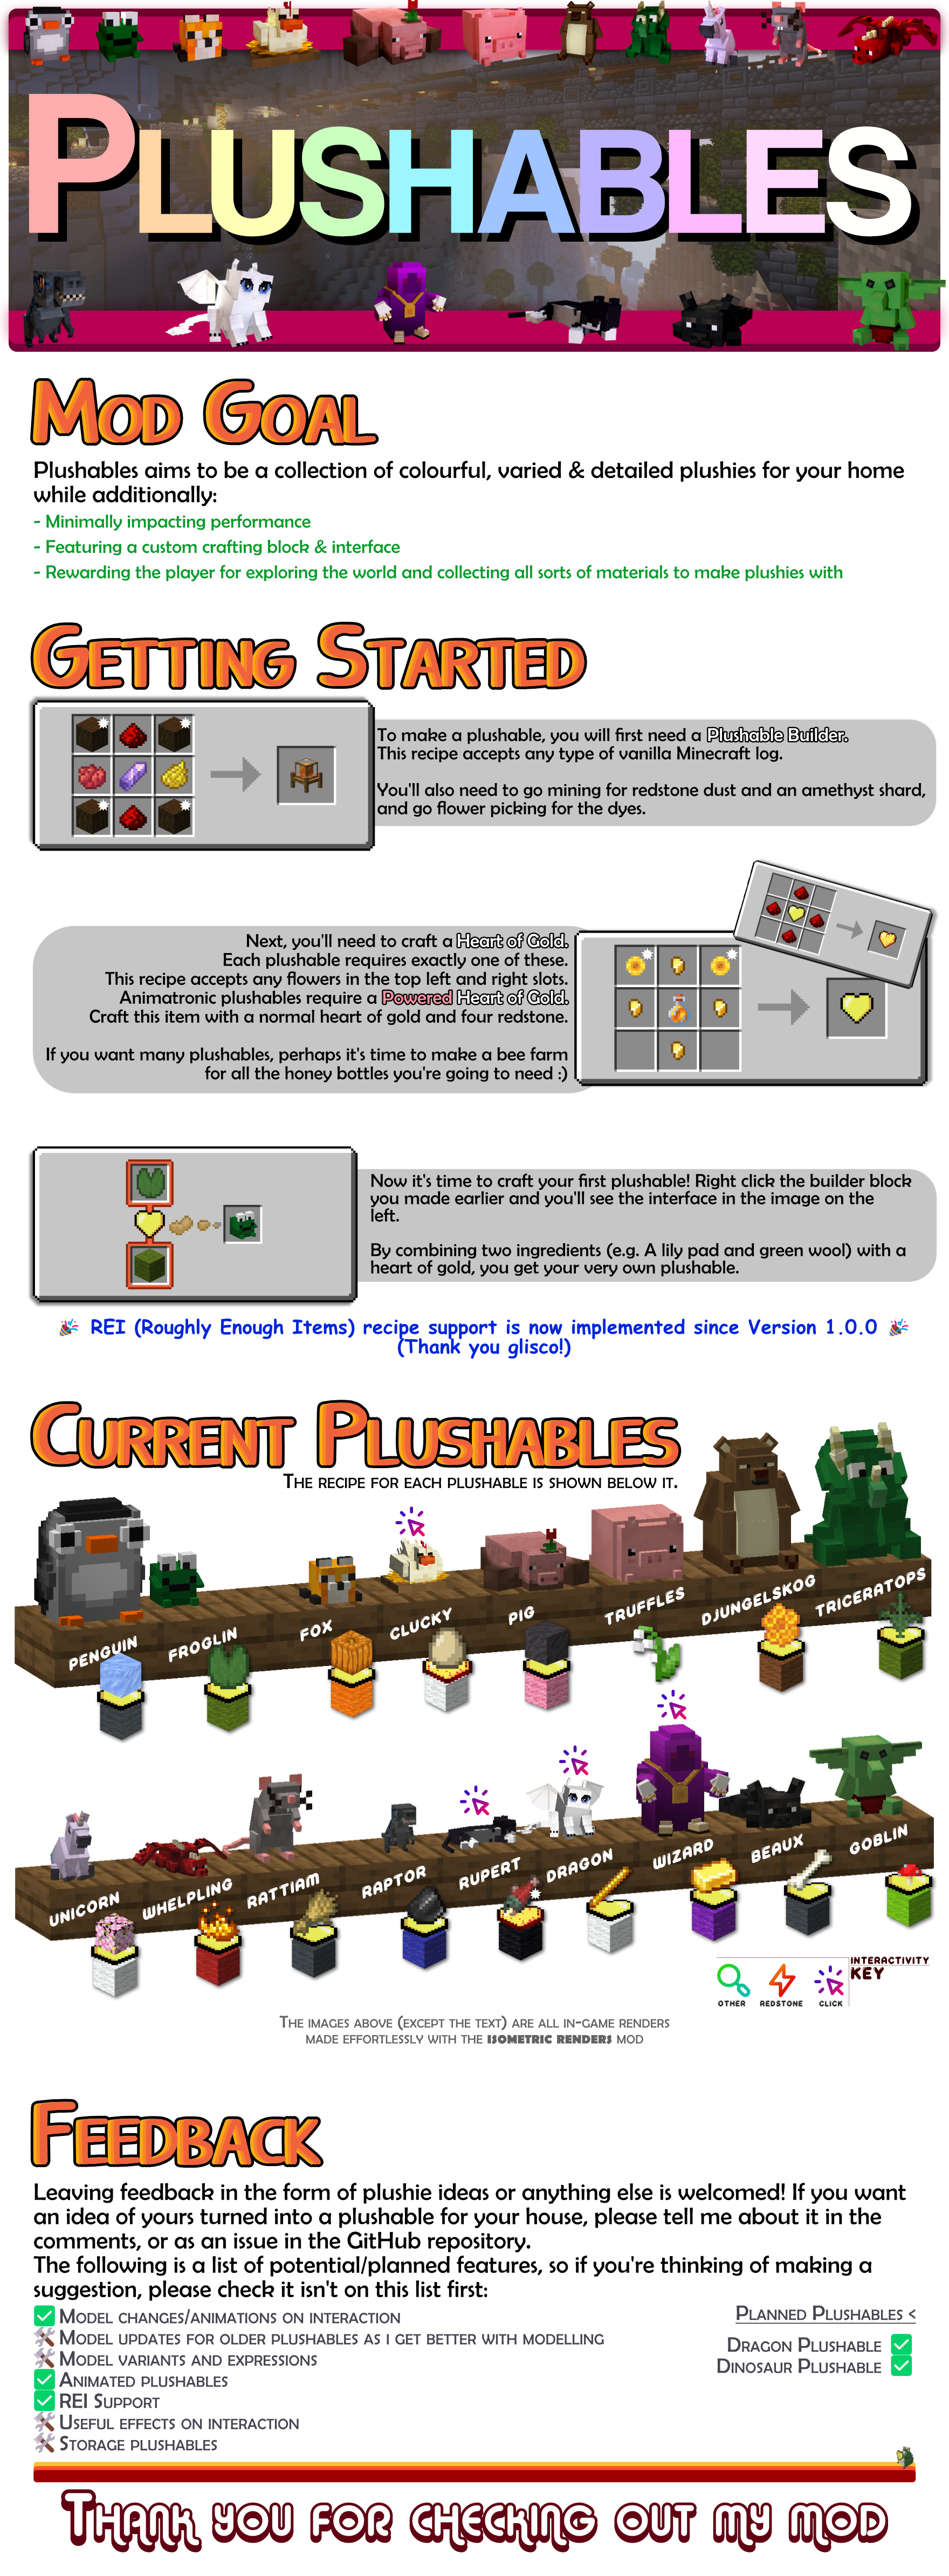 PLUSHABLES
MOD GOAL
Plushables aims to be a collection of colourful, varied & detailed plushies for your home
while additionally:
- Minimally impacting performance
- Featuring a custom crafting block & interface
- Rewarding the player for exploring the world and collecting all sorts of materials to make plushies with
GETTING STARTED
To make a plushable, you will first need a Plushable Builder.
This recipe accepts any type of vanilla Minecraft log.
You'll also need to go mining for redstone dust and an amethyst shard,
and go flower picking for the dyes.
Next, you'll need to craft a Heart of Gold.
Each plushable requires exactly one of these.
This recipe accepts any flowers in the top left and right slots.
Animatronic plushables require a Powered Heart of Gold.
Craft this item with a normal heart of gold and four redstone.
If you want many plushables, perhaps it's time to make a bee farm
for all the honey bottles you're going to need :)
Now it's time to craft your first plushable! Right click the builder block
you made earlier and you'll see the interface in the image on the
left.
By combining two ingredients (e.g. A lily pad and green wool) with a
heart of gold, you get your very own plushable.
🎉 REI (Roughly Enough Items) recipe support is now implemented since Version 1.0.0 🎉
(Thank you glisco!)
CURRENT PLUSHABLES
THE RECIPE FOR EACH PLUSHABLE IS SHOWN BELOW IT.
PENGUIN
FROGLIN
FOX
CLUCKY
PIG
TRUFFLES
DJUNGELSKOG
TRICERATOPS
UNICORN
WHELPLING
RATTIAM
RAPTOR
RUPERT
DRAGON
WIZARD
BEAUX
GOBLIN
INTERACTIVITY
KEY
OTHER
REDSTONE
CLICK
THE IMAGES ABOVE (EXCEPT THE TEXT) ARE ALL IN-GAME RENDERS
MADE EFFORTLESSLY WITH THE ISOMETRIC RENDERS MOD
FEEDBACK
Leaving feedback in the form of plushie ideas or anything else is welcomed! If you want
an idea of yours turned into a plushable for your house, please tell me about it in the
comments, or as an issue in the GitHub repository.
The following is a list of potential/planned features, so if you're thinking of making a
suggestion, please check it isn't on this list first:
✅ MODEL CHANGES/ANIMATIONS ON INTERACTION
🛠 MODEL UPDATES FOR OLDER PLUSHABLES AS I GET BETTER WITH MODELLING
🛠 MODEL VARIANTS AND EXPRESSIONS
✅ ANIMATED PLUSHABLES
✅ REI SUPPORT
🛠 USEFUL EFFECTS ON INTERACTION
🛠 STORAGE PLUSHABLES
PLANNED PLUSHABLES <
DRAGON PLUSHABLE ✅
DINOSAUR PLUSHABLE ✅
THANK YOU FOR CHECKING OUT MY MOD